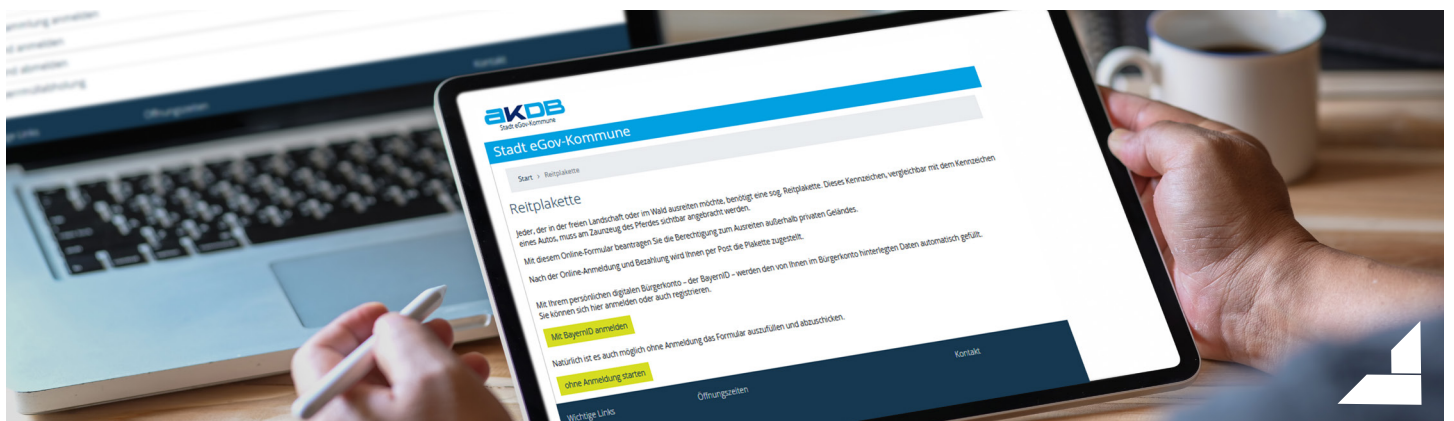 anmelden
abmelden
Öffnungszeiten
Kontakt
AKDB
Stadt eGov-Kommune
Stadt eGov-Kommune
Start > Reitplakette
Reitplakette
Jeder, der in der freien Landschaft oder im Wald ausreiten möchte, benötigt eine sog. Reitplakette. Dieses Kennzeichen, vergleichbar mit dem Kennzeichen
eines Autos, muss am Zaunzeug des Pferdes sichtbar angebracht werden.
Mit diesem Online-Formular beantragen Sie die Berechtigung zum Ausreiten außerhalb privaten Geländes.
Nach der Online-Anmeldung und Bezahlung wird Ihnen per Post die Plakette zugestellt.
Mit Ihrem persönlichen digitalen Bürgerkonto – der BayernID – werden den von Ihnen im Bürgerkonto hinterlegten Daten automatisch gefüllt.
Sie können sich hier anmelden oder auch registrieren.
Mit BayernID anmelden
Natürlich ist es auch möglich ohne Anmeldung das Formular auszufüllen und abzuschicken.
ohne Anmeldung starten
Wichtige Links
Öffnungszeiten
Kontakt